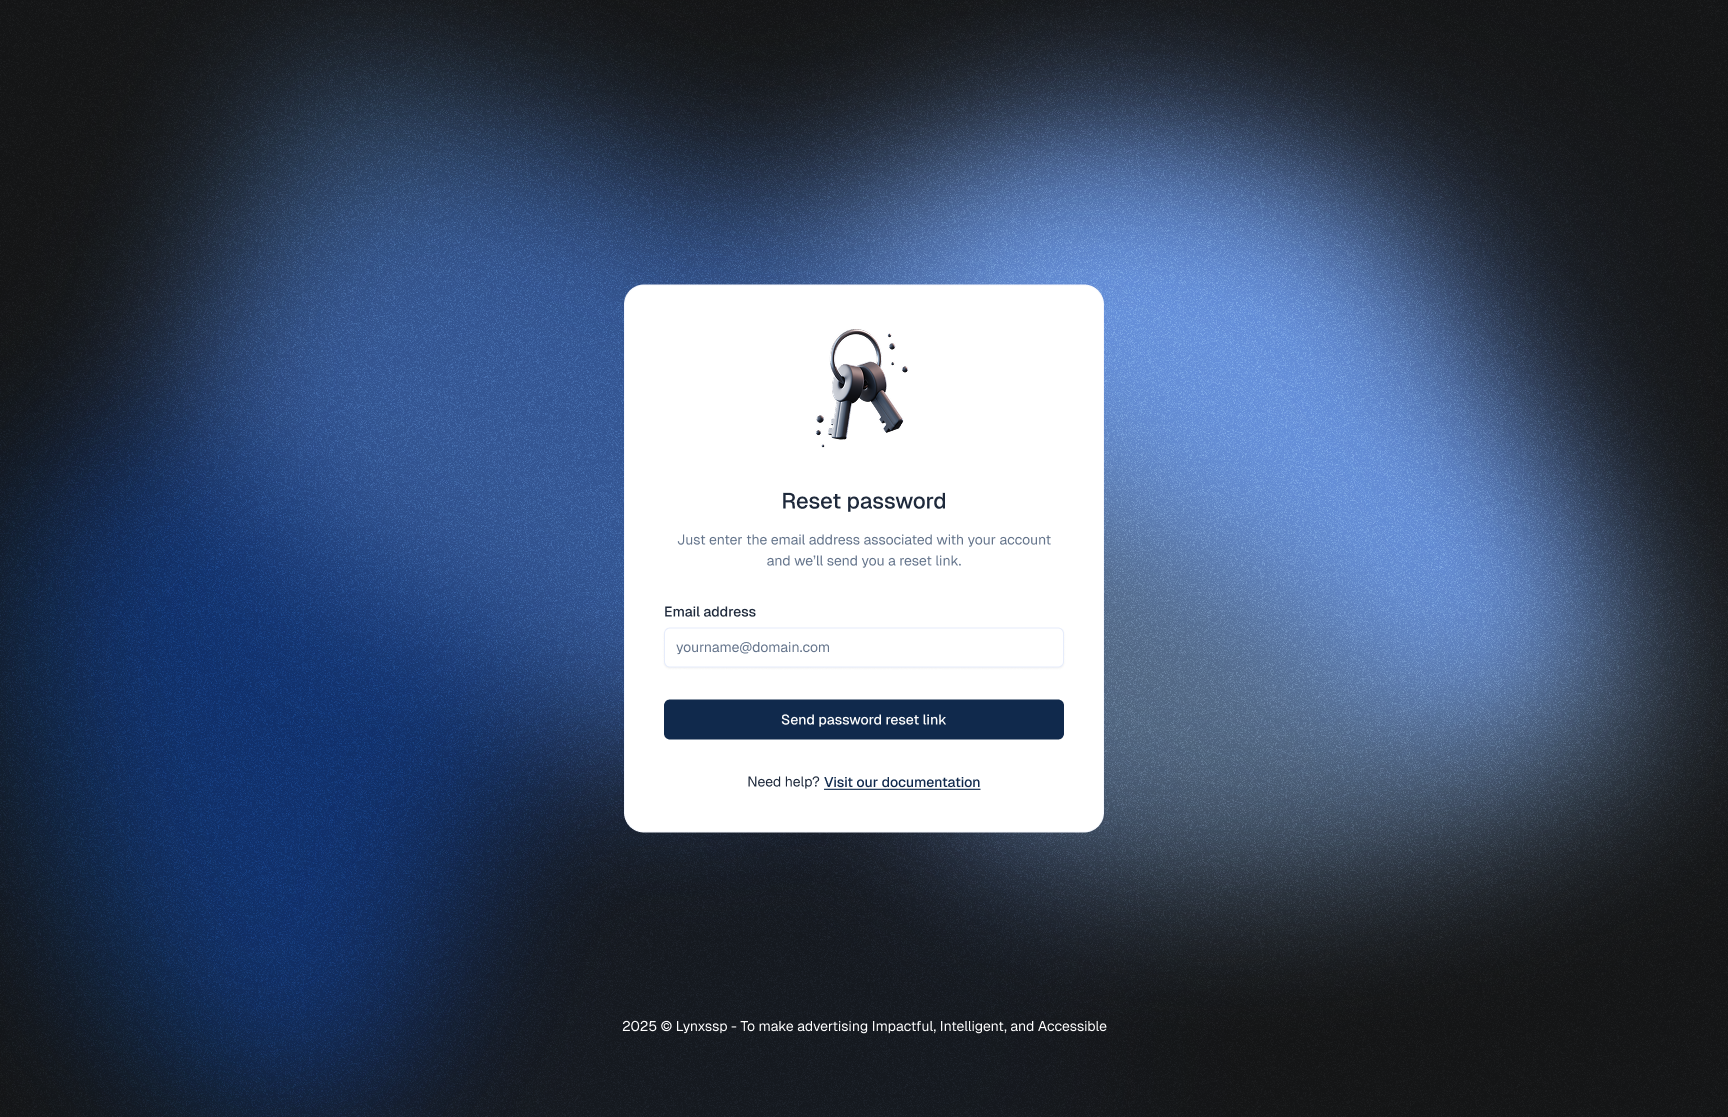 Reset password
Just enter the email address associated with your account
and we'll send you a reset link.
Email address
yourname@domain.com
Send password reset link
Need help? Visit our documentation
2025 © Lynxssp - To make advertising Impactful, Intelligent, and Accessible